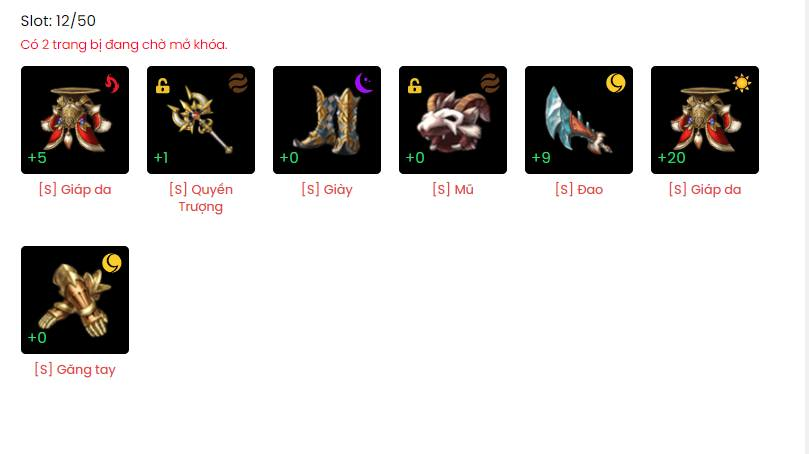 Slot: 12/50
Có 2 trang bị đang chờ mở khóa.
+5
+1
+0
+0
+9
+20
[S] Giáp da
[S] Quyền
Trượng
[S] Giày
[S] Mũ
[S] Đao
[S] Giáp da
+0
[S] Găng tay